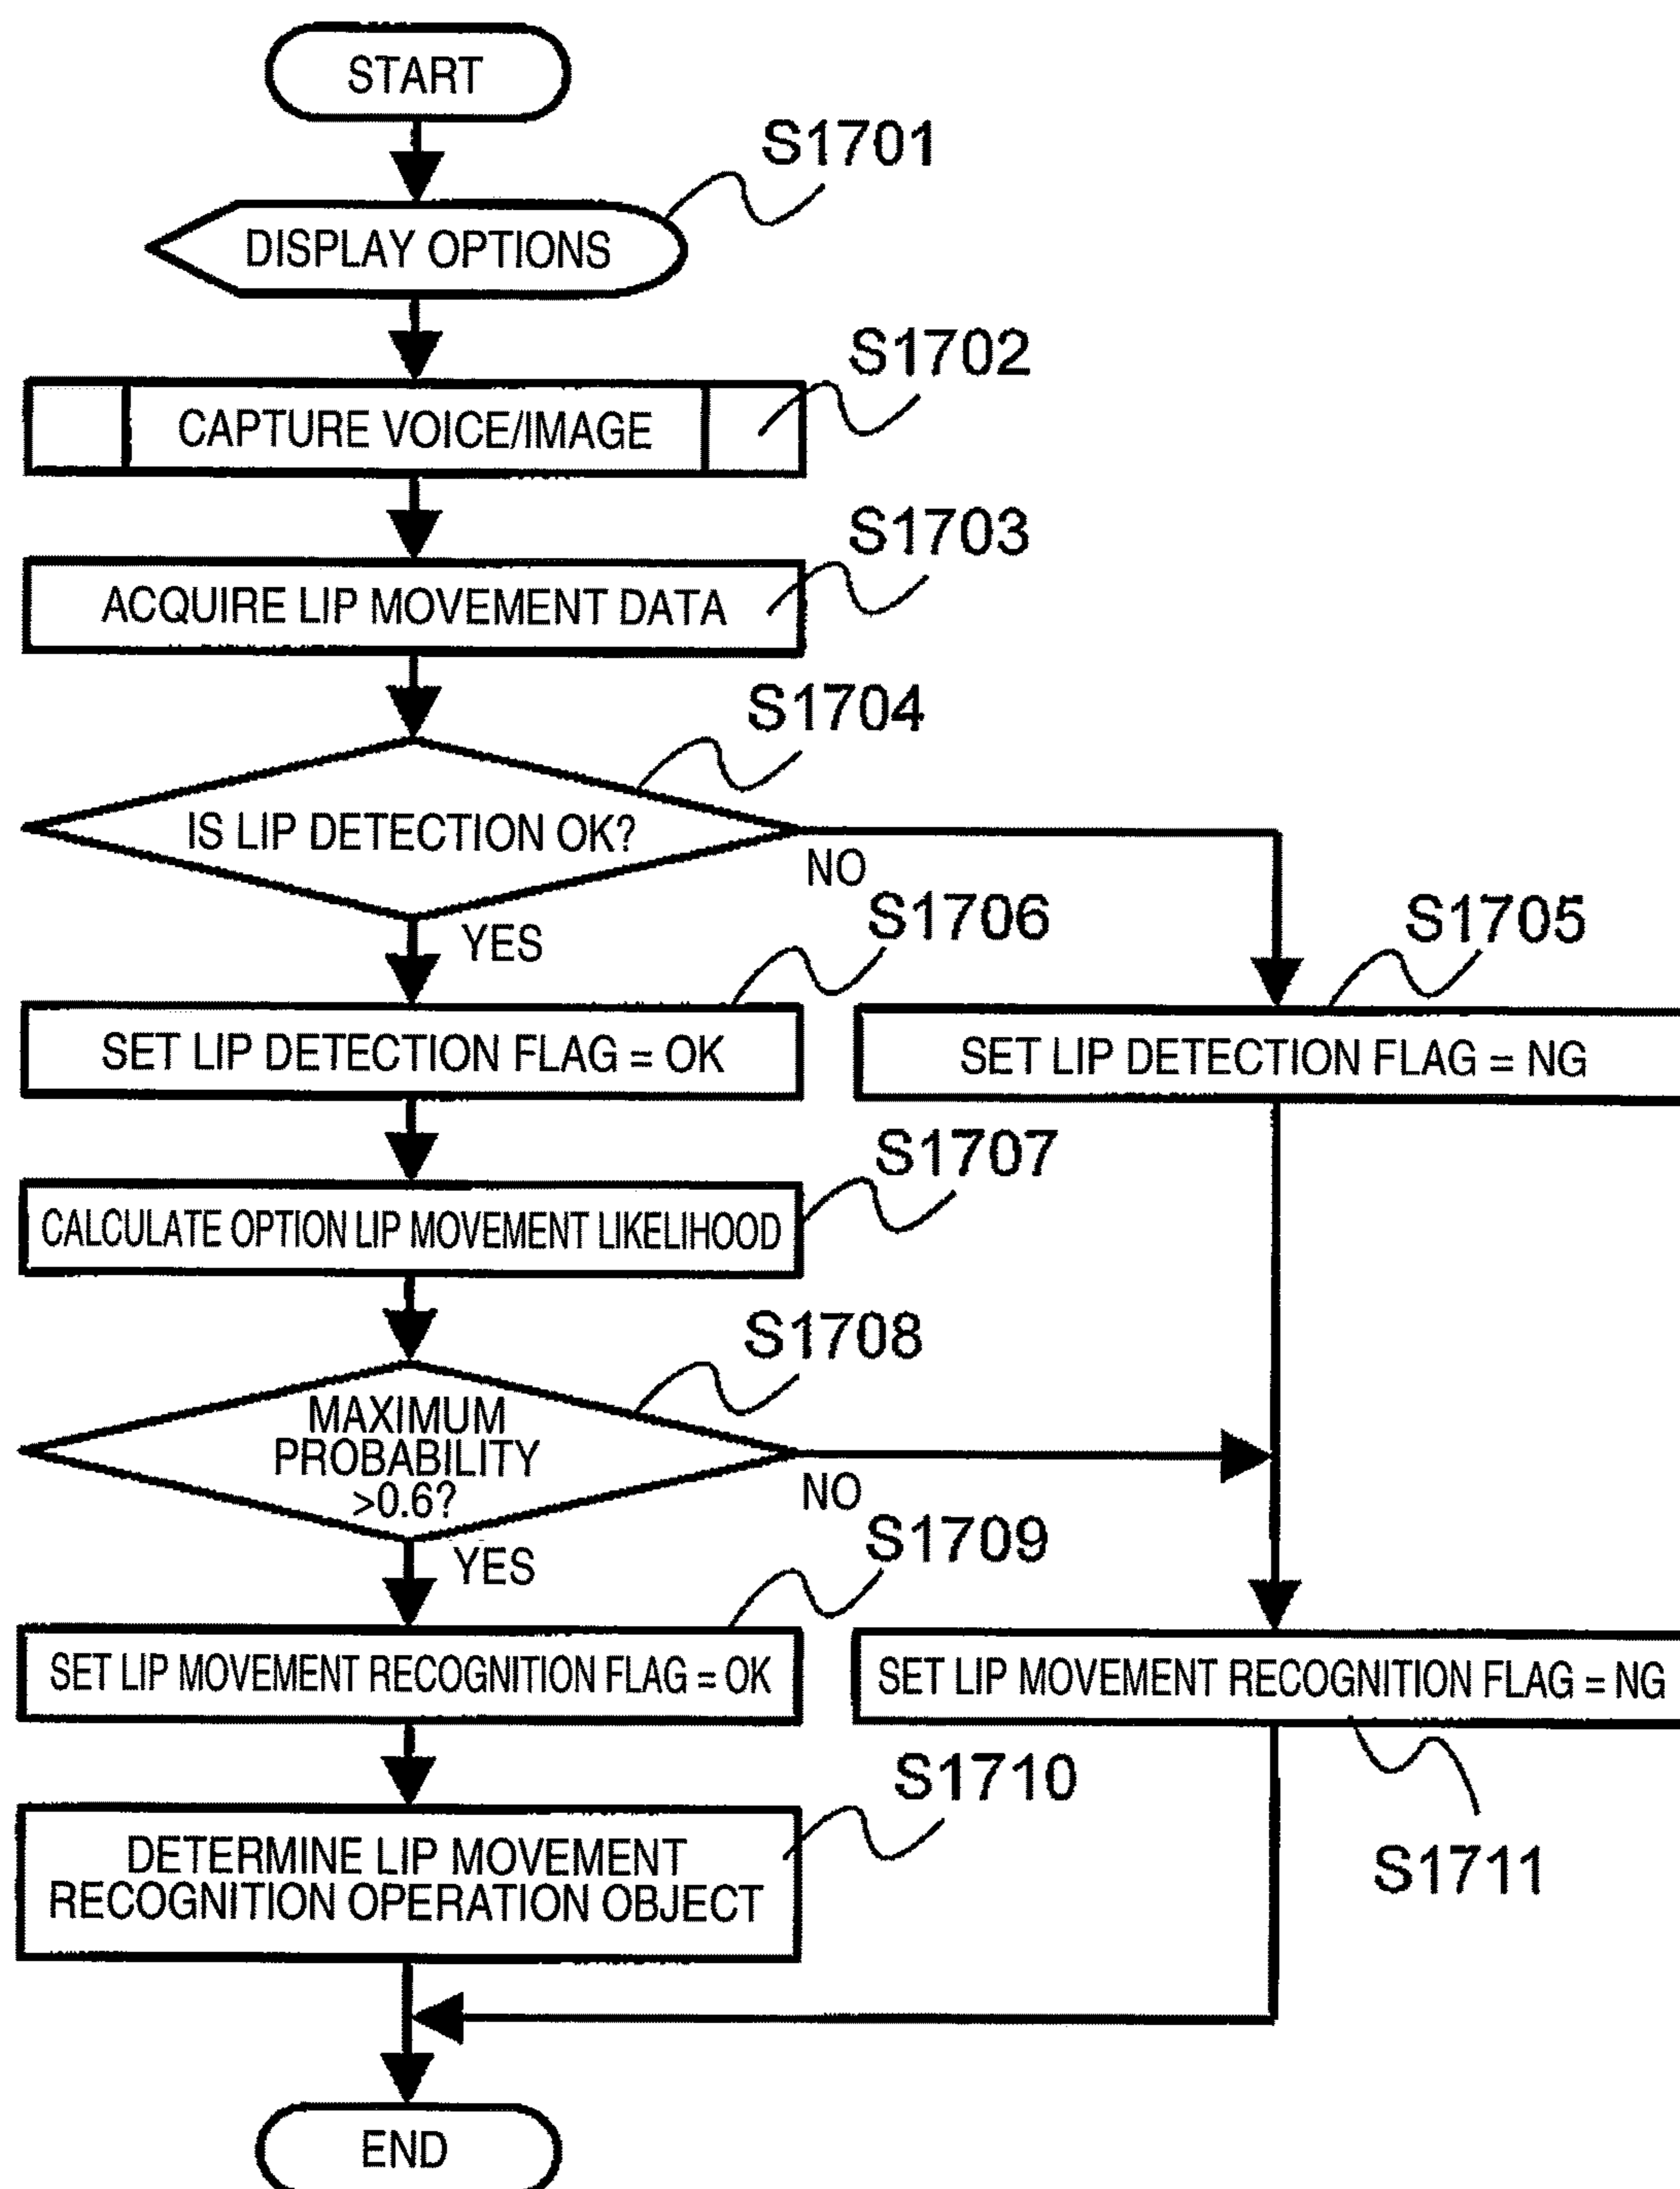 START
S1701
DISPLAY OPTIONS
S1702
CAPTURE VOICE/IMAGE
S1703
ACQUIRE LIP MOVEMENT DATA
S1704
IS LIP DETECTION OK?
NO
YES
S1706
S1705
SET LIP DETECTION FLAG = OK
SET LIP DETECTION FLAG = NG
S1707
CALCULATE OPTION LIP MOVEMENT LIKELIHOOD
S1708
MAXIMUM
PROBABILITY
>0.6?
NO
YES
S1709
SET LIP MOVEMENT RECOGNITION FLAG = OK
SET LIP MOVEMENT RECOGNITION FLAG = NG
S1710
S1711
DETERMINE LIP MOVEMENT
RECOGNITION OPERATION OBJECT
END